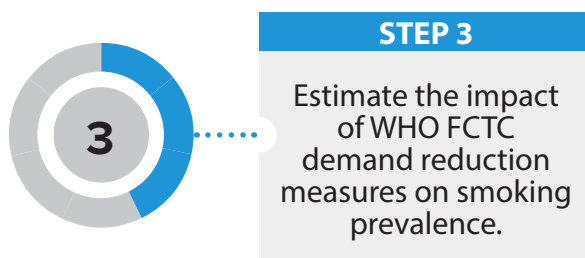 3
STEP 3
Estimate the impact
of WHO FCTC
demand reduction
measures on smoking
prevalence.